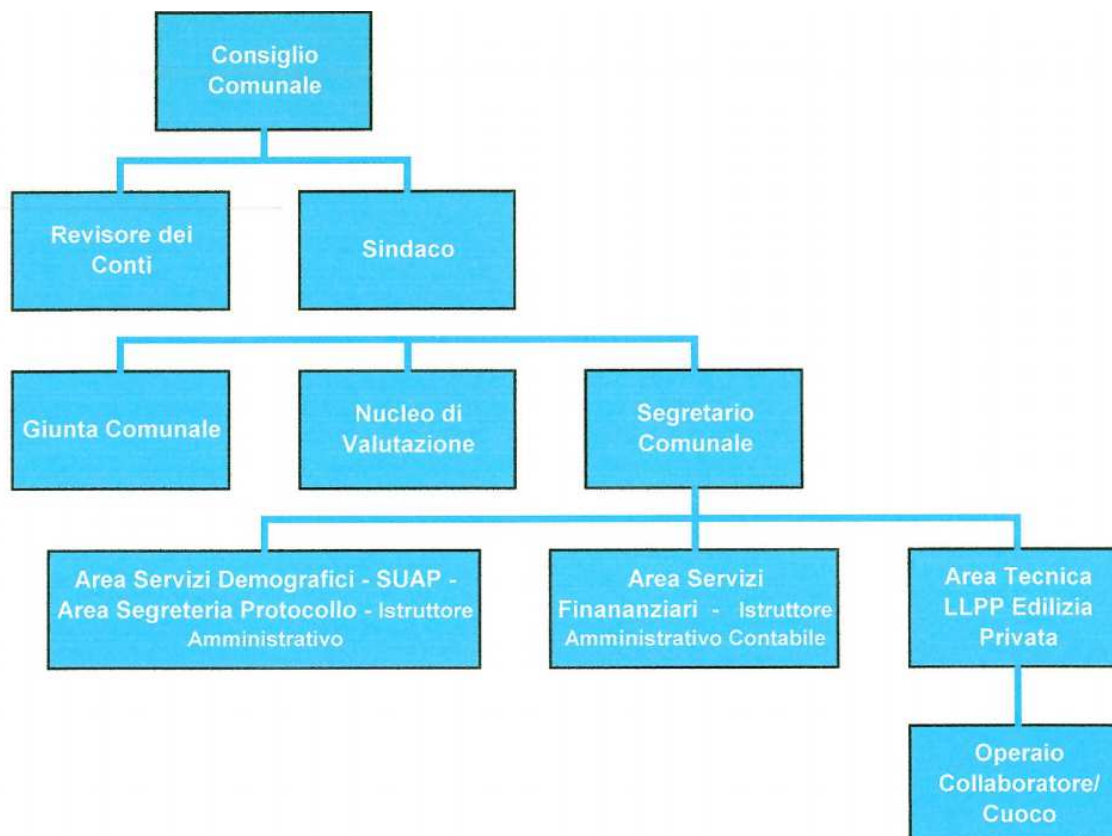 Consiglio
Comunale
Revisore dei
Conti
Sindaco
Giunta Comunale
Nucleo di
Valutazione
Segretario
Comunale
Area Servizi Demografici - SUAP -
Area Segreteria Protocollo - Istruttore
Amministrativo
Area Servizi
Finananziari - Istruttore
Amministrativo Contabile
Area Tecnica
LLPP Edilizia
Privata
Operaio
Collaboratore/
Cuoco